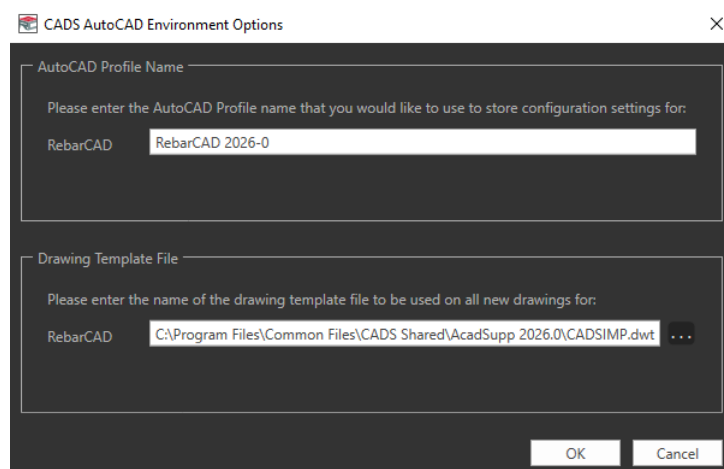 CADS AutoCAD Environment Options
AutoCAD Profile Name
Please enter the AutoCAD Profile name that you would like to use to store configuration settings for:
RebarCAD RebarCAD 2026-0
Drawing Template File
Please enter the name of the drawing template file to be used on all new drawings for:
RebarCAD C:\Program Files\Common Files\CADS Shared\AcadSupp 2026.0\CADSIMP.dwt ...
OK Cancel